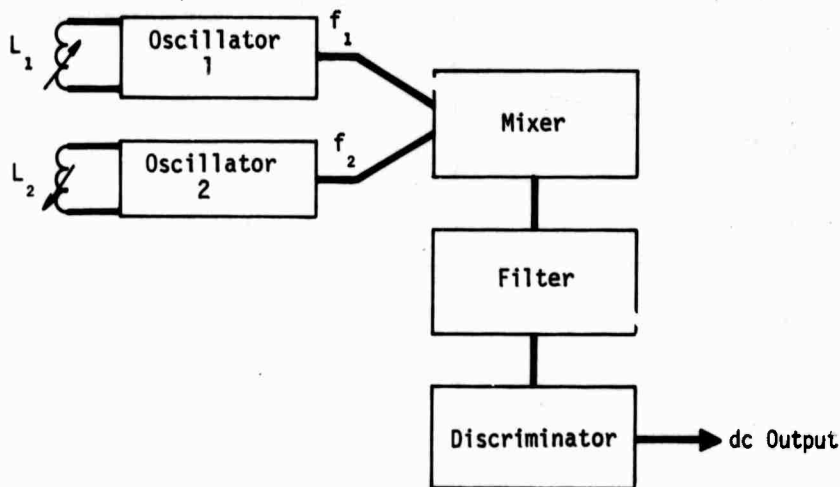 L1
Oscillator
1
f1
Mixer
L2
Oscillator
2
f2
Filter
Discriminator
dc Output